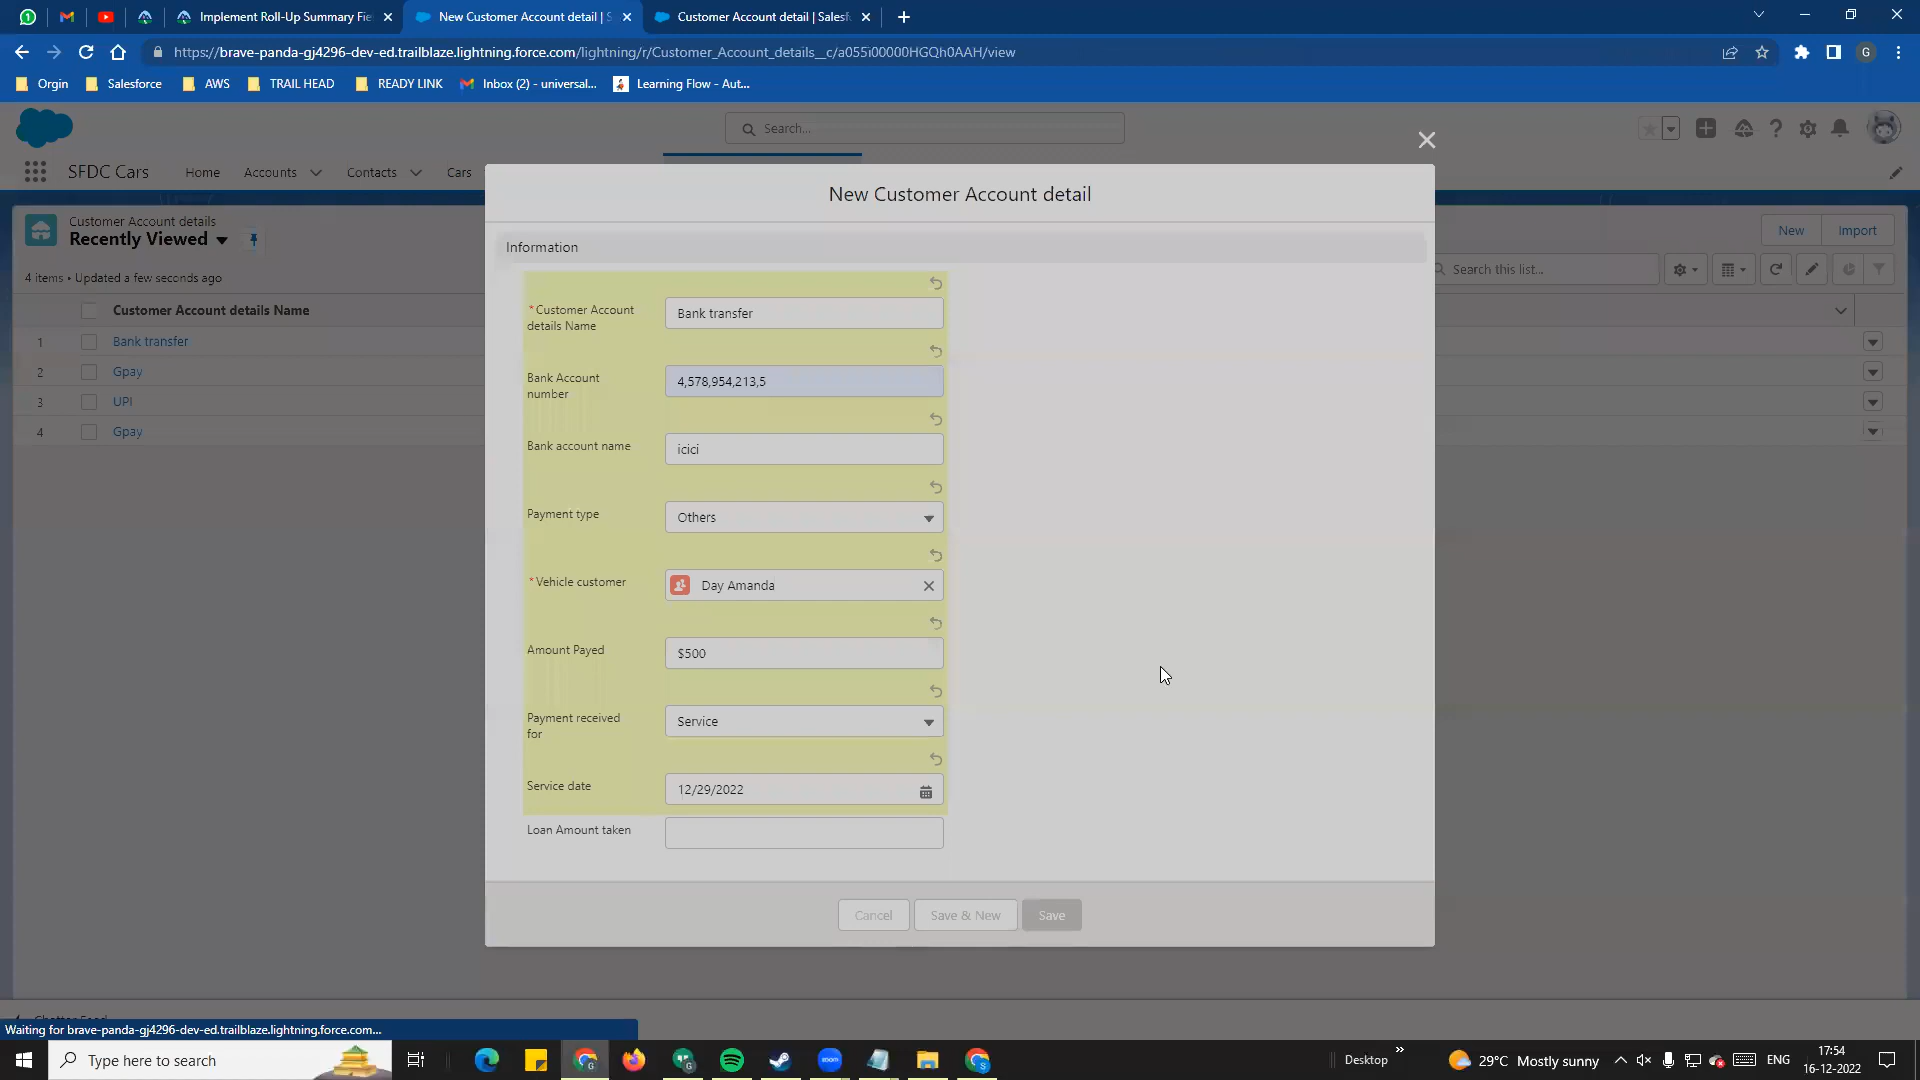 Implement Roll-Up Summary Fie
New Customer Account detail | S
Customer Account detail | Salesf
https://brave-panda-gj4296-dev-ed.trailblaze.lightning.force.com/lightning/r/Customer_Account_details__c/a055i00000HGQh0AAH/view
G
Orgin
Salesforce
AWS
TRAIL HEAD
READY LINK
Inbox (2) - universal...
Learning Flow - Aut...
Search...
SFDC Cars
Home
Accounts
Contacts
Cars
New Customer Account detail
Customer Account details
Recently Viewed
New
Import
Information
4 items • Updated a few seconds ago
Search this list...
Customer Account details Name
1
Bank transfer
2
Gpay
3
UPI
4
Gpay
*Customer Account
details Name
Bank transfer
Bank Account
number
4,578,954,213,5
Bank account name
icici
Payment type
Others
*Vehicle customer
Day Amanda
Amount Payed
$500
Payment received
for
Service
Service date
12/29/2022
Loan Amount taken
Cancel
Save & New
Save
Waiting for brave-panda-gj4296-dev-ed.trailblaze.lightning.force.com...
Type here to search
zoom
Desktop
29°C Mostly sunny
ENG
17:54
16-12-2022